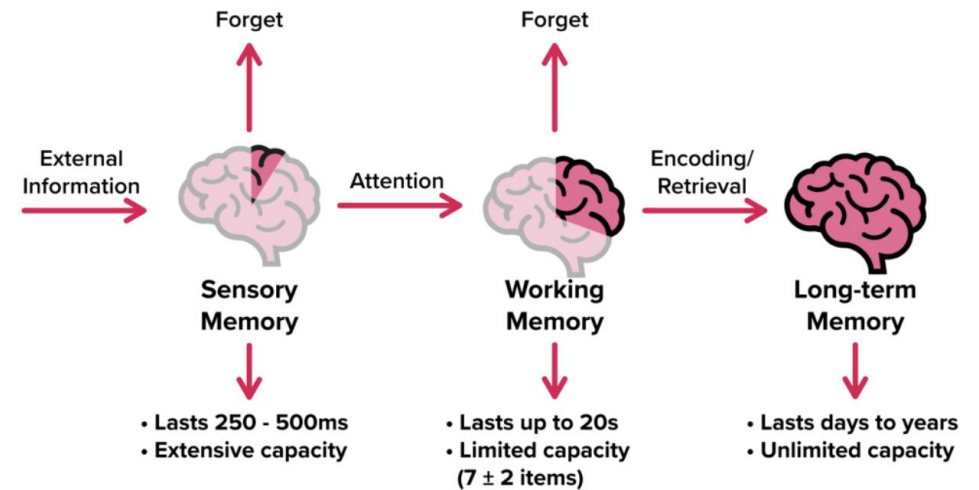 Forget
Forget
External
Information
Attention
Encoding/
Retrieval
Sensory
Memory
Working
Memory
Long-term
Memory
• Lasts 250 - 500ms
• Extensive capacity
• Lasts up to 20s
• Limited capacity
(7 ± 2 items)
• Lasts days to years
• Unlimited capacity